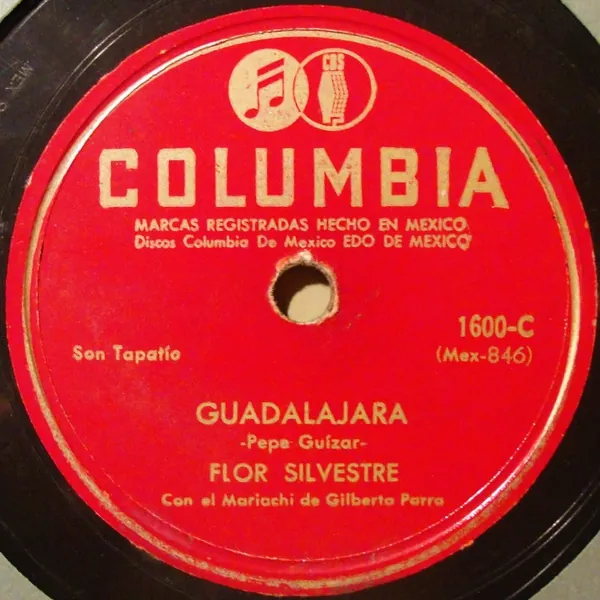 CBS
COLUMBIA
MARCAS REGISTRADAS HECHO EN MEXICO
Discos Columbia De Mexico EDO DE MEXICO
1600-C
Son Tapatío
(Mex-846)
GUADALAJARA
-Pepe Guízar-
FLOR SILVESTRE
Con el Mariachi de Gilberto Parra